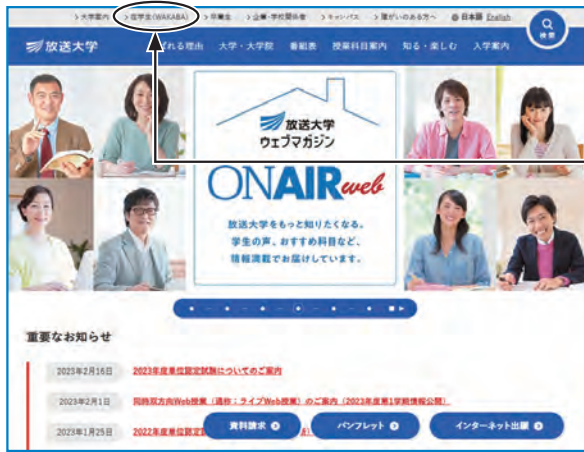 大学案内 在学生(WAKABA) 卒業生 企業・学校関係者 キャンパス 障がいのある方へ 日本語 English
検索
放送大学 れる理由 大学・大学院 番組表 授業科目案内 知る・楽しむ 入学案内
放送大学
ウェブマガジン
ONAIR web
放送大学をもっと知りたくなる。
学生の声、おすすめ科目など、
情報満載でお届けしています。
重要なお知らせ
2023年2月16日 2023年度単位認定試験についてのご案内
2023年2月1日 同時双方向Web授業（通称：ライブWeb授業）のご案内（2023年度第1学期情報公開）
2023年1月25日 2022年度単位認定
資料請求 パンフレット インターネット出願